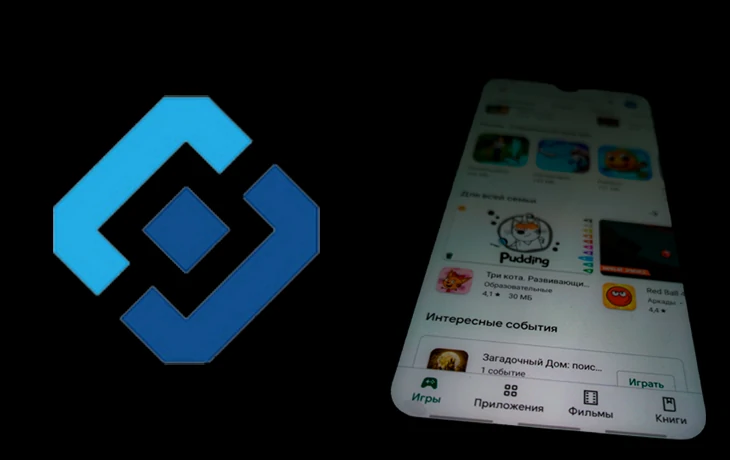 Для всей семьи
Pudding
Три кота. Развивающи...
Образовательные
4,1★ 30 МБ
Red Ball 4
Аркады
4,4★
Интересные события
Загадочный Дом: поис...
1 событие
Играть
Игры
Приложения
Фильмы
Книги